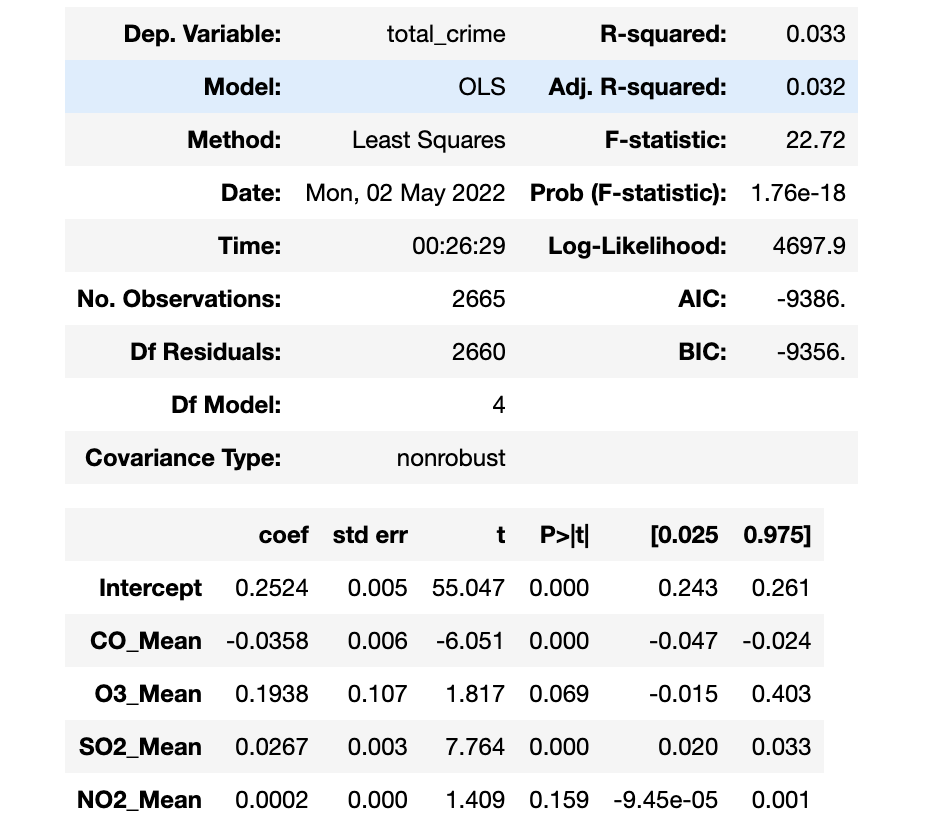 Dep. Variable: total_crime R-squared: 0.033
Model: OLS Adj. R-squared: 0.032
Method: Least Squares F-statistic: 22.72
Date: Mon, 02 May 2022 Prob (F-statistic): 1.76e-18
Time: 00:26:29 Log-Likelihood: 4697.9
No. Observations: 2665 AIC: -9386.
Df Residuals: 2660 BIC: -9356.
Df Model: 4
Covariance Type: nonrobust
coef std err t P>|t| [0.025 0.975]
Intercept 0.2524 0.005 55.047 0.000 0.243 0.261
CO_Mean -0.0358 0.006 -6.051 0.000 -0.047 -0.024
O3_Mean 0.1938 0.107 1.817 0.069 -0.015 0.403
SO2_Mean 0.0267 0.003 7.764 0.000 0.020 0.033
NO2_Mean 0.0002 0.000 1.409 0.159 -9.45e-05 0.001